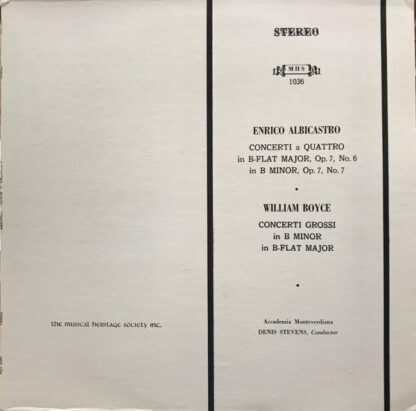 STEREO
MHS
1036
ENRICO ALBICASTRO
CONCERTI a QUATTRO
in B-FLAT MAJOR, Op. 7, No. 6
in B MINOR, Op. 7, No. 7
WILLIAM BOYCE
CONCERTI GROSSI
in B MINOR
in B-FLAT MAJOR
the musical heritage society inc.
Accademia Monteverdiana
DENIS STEVENS, Conductor